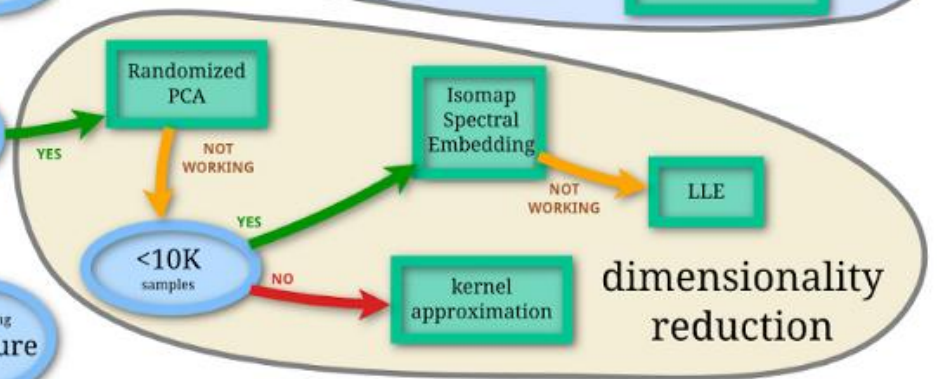 Randomized
PCA
YES
NOT
WORKING
Isomap
Spectral
Embedding
NOT
WORKING
LLE
YES
<10K
samples
NO
kernel
approximation
dimensionality
reduction